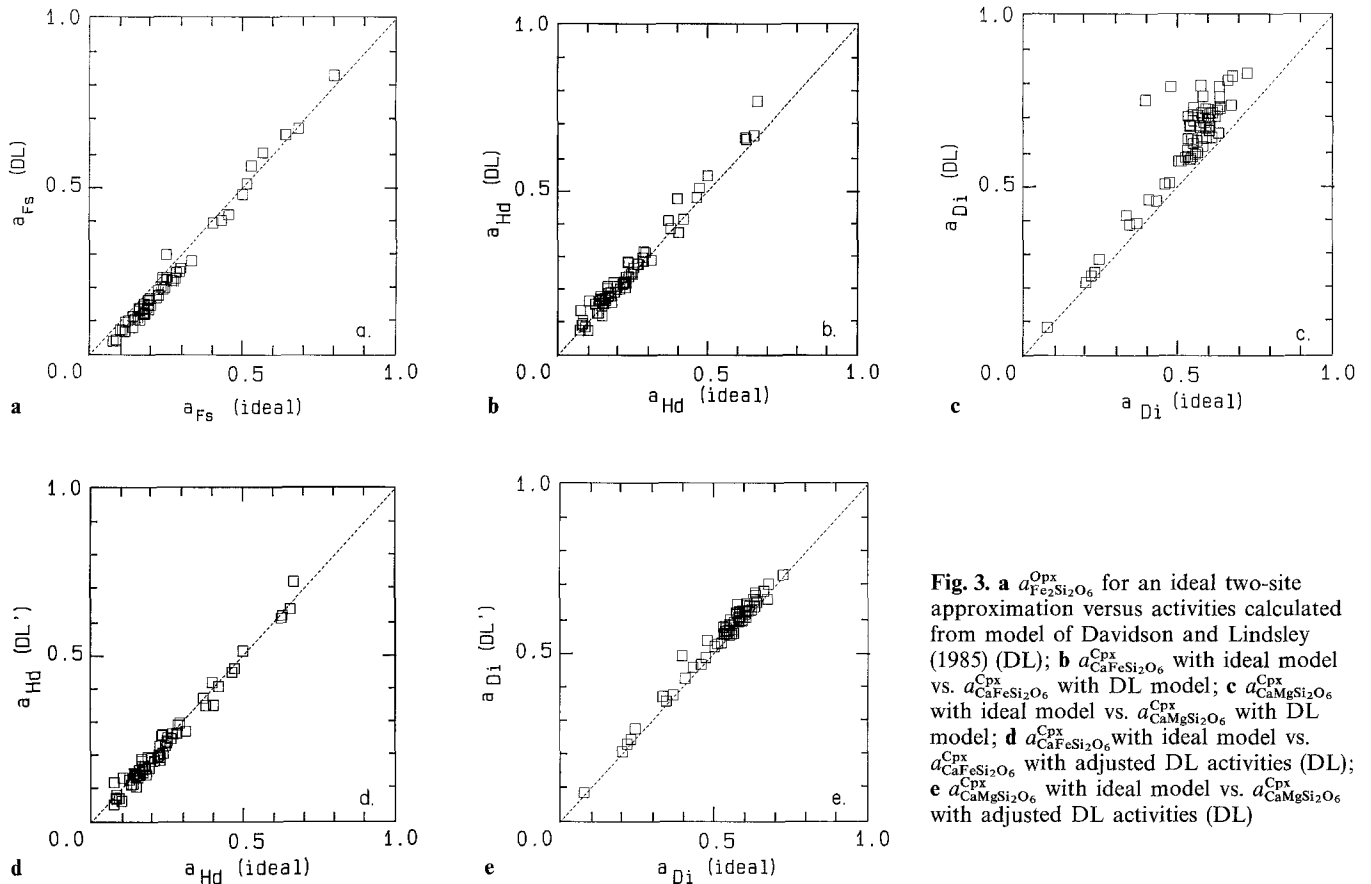 1.0
a_Fs (DL)
0.5
a.
0.0 0.5 1.0
a a_Fs (ideal)
1.0
a_Hd (DL)
0.5
b.
0.0 0.5 1.0
b a_Hd (ideal)
1.0
a_Di (DL)
0.5
c.
0.0 0.5 1.0
c a_Di (ideal)
1.0
a_Hd (DL')
0.5
d.
0.0 0.5 1.0
d a_Hd (ideal)
1.0
a_Di (DL')
0.5
e.
0.0 0.5 1.0
e a_Di (ideal)
Fig. 3. a a^Opx_Fe₂Si₂O₆ for an ideal two-site
approximation versus activities calculated
from model of Davidson and Lindsley
(1985) (DL); b a^Cpx_CaFeSi₂O₆ with ideal model
vs. a^Cpx_CaFeSi₂O₆ with DL model; c a^Cpx_CaMgSi₂O₆
with ideal model vs. a^Cpx_CaMgSi₂O₆ with DL
model; d a^Cpx_CaFeSi₂O₆ with ideal model vs.
a^Cpx_CaFeSi₂O₆ with adjusted DL activities (DL);
e a^Cpx_CaMgSi₂O₆ with ideal model vs. a^Cpx_CaMgSi₂O₆
with adjusted DL activities (DL)